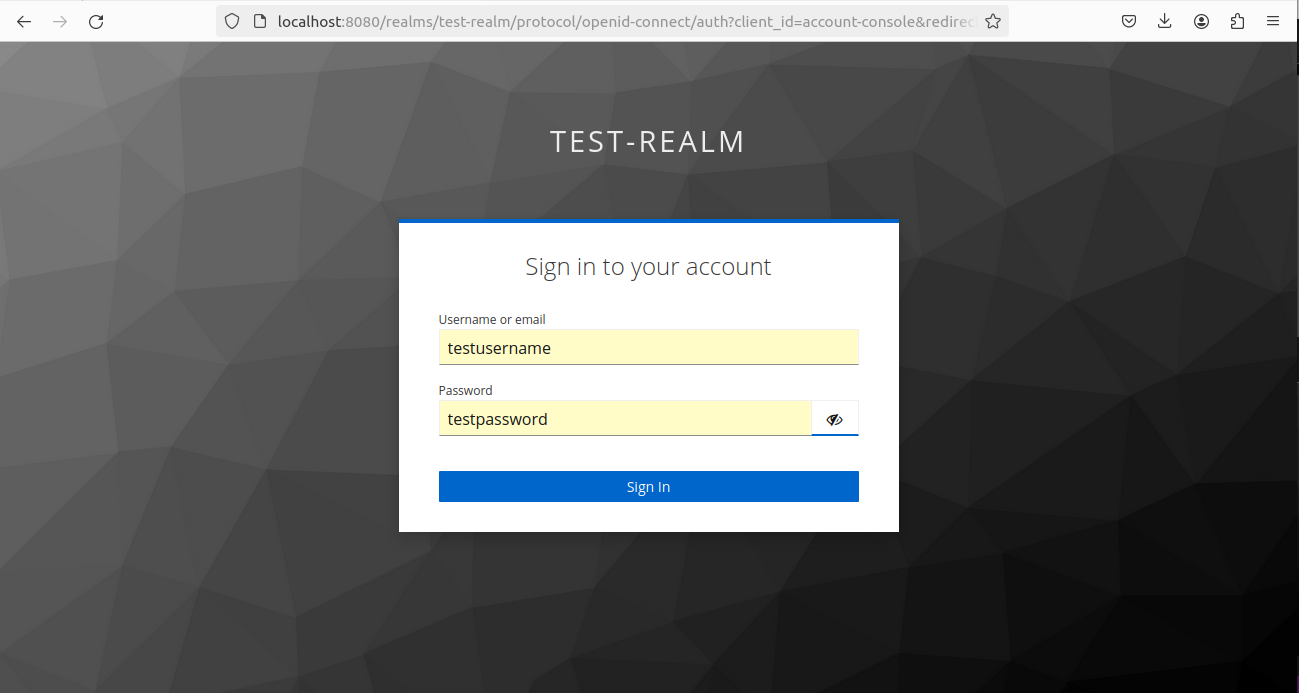 localhost:8080/realms/test-realm/protocol/openid-connect/auth?client_id=account-console&redirec
TEST-REALM
Sign in to your account
Username or email
testusername
Password
testpassword
Sign In